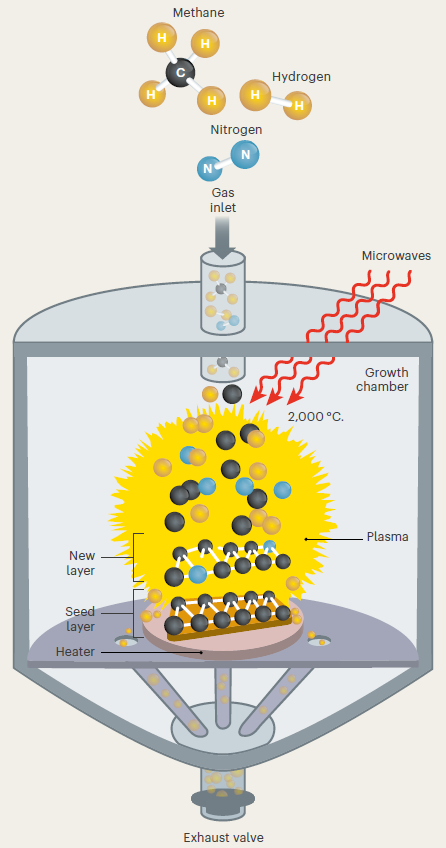 Methane
H
H
C
H
H
Hydrogen
H
H
Nitrogen
N
N
Gas
inlet
Microwaves
Growth
chamber
2,000 °C.
Plasma
New
layer
Seed
layer
Heater
Exhaust valve